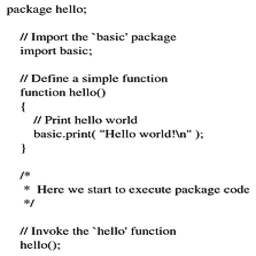 package hello;
// Import the `basic' package
import basic;
// Define a simple function
function hello()
{
// Print hello world
basic.print( "Hello world!\n" );
}
/*
* Here we start to execute package code
*/
// Invoke the `hello' function
hello();